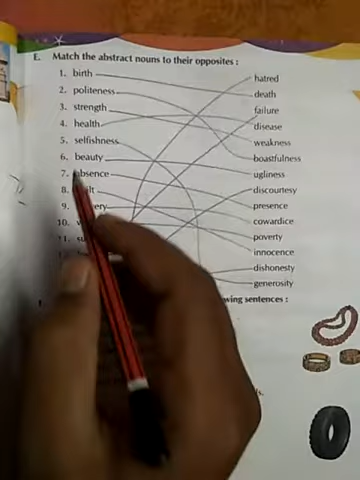 E. Match the abstract nouns to their opposites :
1. birth
hatred
2. politeness
death
3. strength
failure
4. health
disease
5. selfishness
weakness
6. beauty
boastfulness
7. absence
ugliness
8.
discourtesy
9.
presence
10.
cowardice
11.
poverty
innocence
dishonesty
generosity
wing sentences :